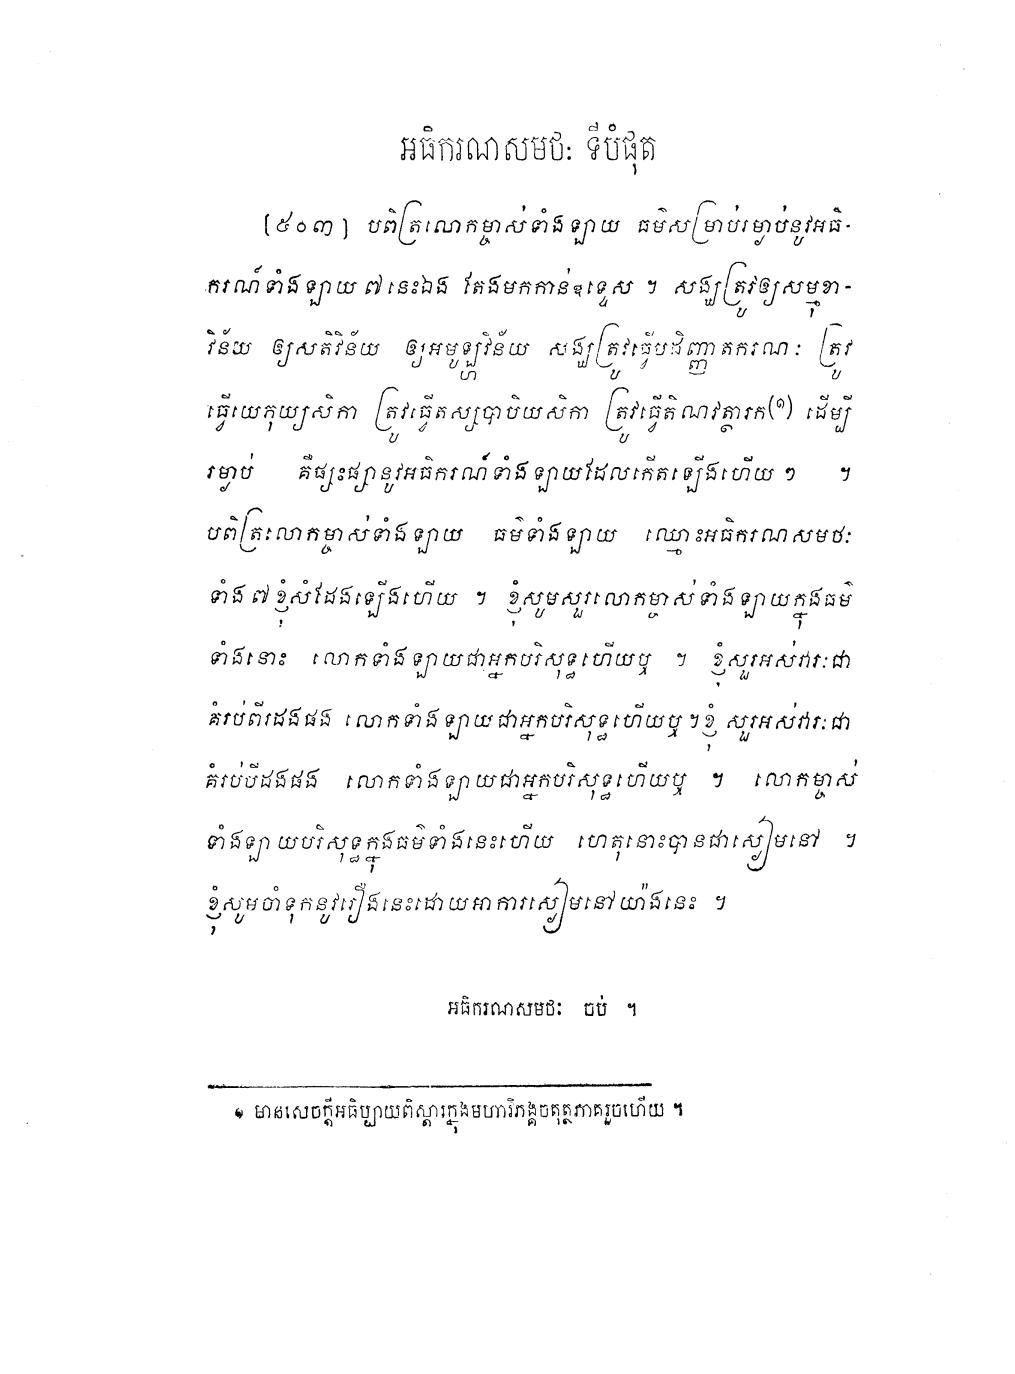 អធិករណសមថៈ ទីបំផុត
[៥០៣] បពិត្រលោកម្ចាស់ទាំងឡាយ ធម៌សម្រាប់រម្ងាប់នូវអធិ-
ករណ៍ទាំងឡាយ ៧ នេះឯង តែងមកកាន់ឧទ្ទេស ។ សង្ឃត្រូវឲ្យសម្មុខា-
វិន័យ ឲ្យសតិវិន័យ ឲ្យអមូឡ្ហវិន័យ សង្ឃត្រូវធ្វើបដិញ្ញាតករណៈ ត្រូវ
ធ្វើយេភុយ្យសិកា ត្រូវធ្វើតស្សបាបិយសិកា ត្រូវធ្វើតិណវត្ថារក(១) ដើម្បី
រម្ងាប់ គឺផ្សះផ្សានូវអធិករណ៍ទាំងឡាយដែលកើតឡើងហើយ ៗ ។
បពិត្រលោកម្ចាស់ទាំងឡាយ ធម៌ទាំងឡាយ ឈ្មោះអធិករណសមថៈ
ទាំង ៧ ខ្ញុំសំដែងឡើងហើយ ។ ខ្ញុំសូមសួរលោកម្ចាស់ទាំងឡាយក្នុងធម៌
ទាំងនោះ លោកទាំងឡាយជាអ្នកបរិសុទ្ធហើយឬ ។ ខ្ញុំសួរអស់វារៈជា
គំរប់ពីរដងផង លោកទាំងឡាយជាអ្នកបរិសុទ្ធហើយឬ ។ ខ្ញុំ សួរអស់វារៈជា
គំរប់បីដងផង លោកទាំងឡាយជាអ្នកបរិសុទ្ធហើយឬ ។ លោកម្ចាស់
ទាំងឡាយបរិសុទ្ធក្នុងធម៌ទាំងនេះហើយ ហេតុនោះបានជាស្ងៀមនៅ ។
ខ្ញុំសូមចាំទុកនូវរឿងនេះដោយអាការស្ងៀមនៅយ៉ាងនេះ ។
អធិករណសមថៈ ចប់ ។
១ មានសេចក្ដីអធិប្បាយពិស្ដារក្នុងមហាវិភង្គចតុត្ថភាគរួចហើយ ។